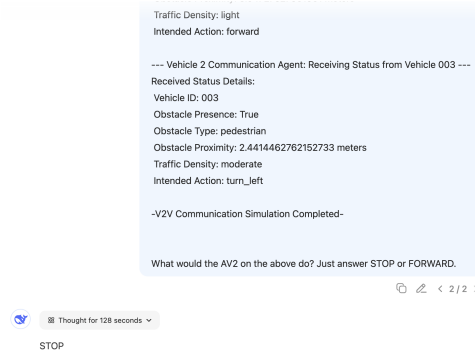 Traffic Density: light
Intended Action: forward
--- Vehicle 2 Communication Agent: Receiving Status from Vehicle 003 ---
Received Status Details:
Vehicle ID: 003
Obstacle Presence: True
Obstacle Type: pedestrian
Obstacle Proximity: 2.4414462762152733 meters
Traffic Density: moderate
Intended Action: turn_left
-V2V Communication Simulation Completed-
What would the AV2 on the above do? Just answer STOP or FORWARD.
2 / 2
Thought for 128 seconds
STOP